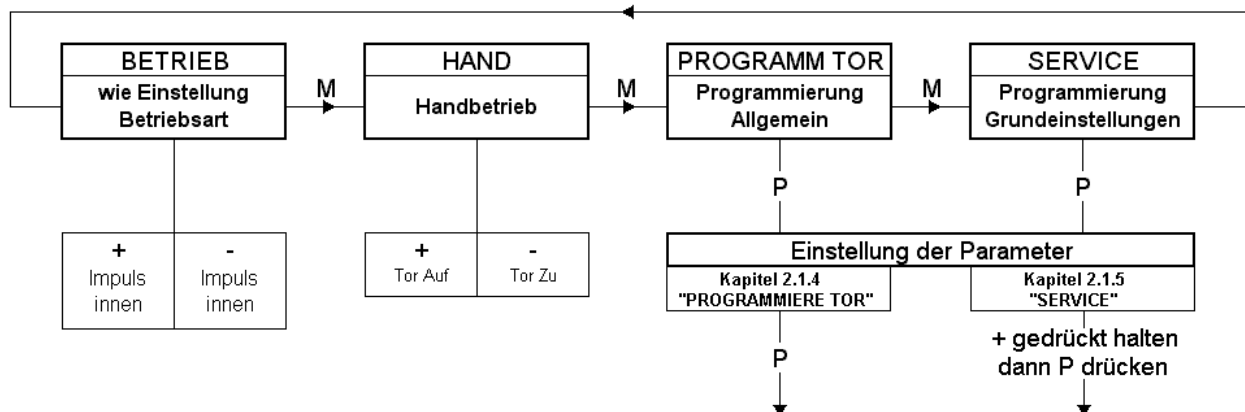 BETRIEB
wie Einstellung
Betriebsart
M
HAND
Handbetrieb
M
PROGRAMM TOR
Programmierung
Allgemein
M
SERVICE
Programmierung
Grundeinstellungen
P
P
+
Impuls
innen
-
Impuls
innen
+
Tor Auf
-
Tor Zu
Einstellung der Parameter
Kapitel 2.1.4
"PROGRAMMIERE TOR"
Kapitel 2.1.5
"SERVICE"
P
+ gedrückt halten
dann P drücken